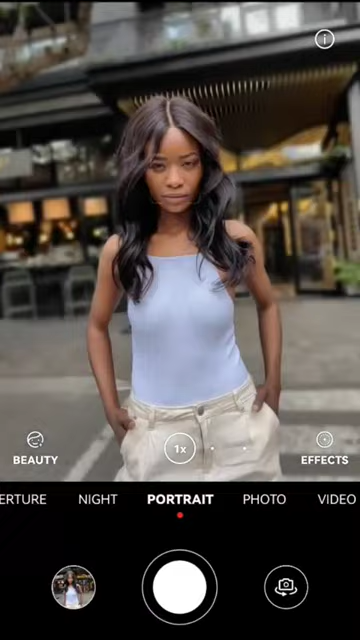 i
1x
BEAUTY
EFFECTS
ERTURE NIGHT PORTRAIT PHOTO VIDEO